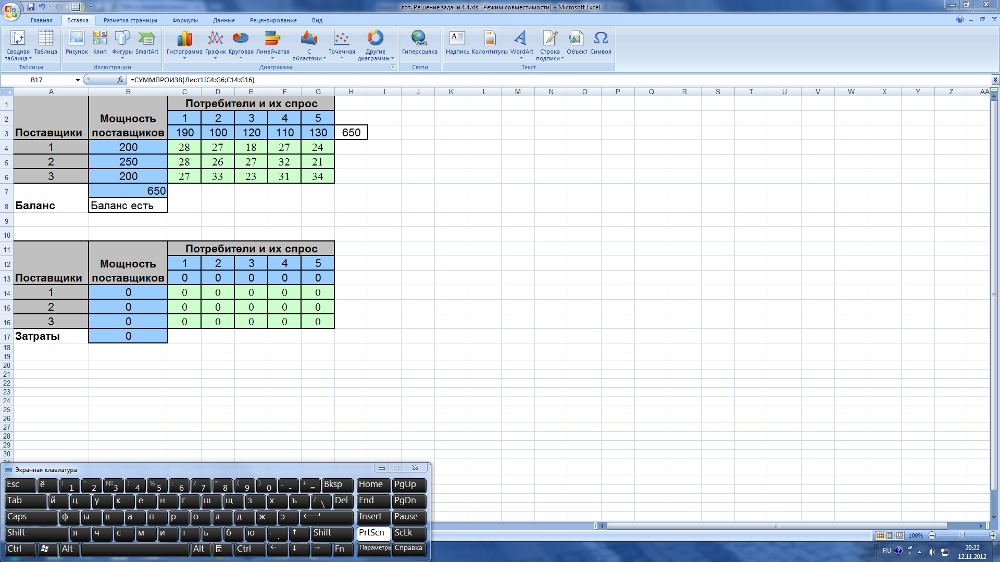 гот. Решение задачи 4.4.xls [Режим совместимости] - Microsoft Excel
Главная Вставка Разметка страницы Формулы Данные Рецензирование Вид
Сводная таблица Таблица Рисунок Клип Фигуры SmartArt Гистограмма График Круговая Линейчатая С областями Точечная Другие диаграммы Гиперссылка Надпись Колонтитулы WordArt Строка подписи Объект Символ
Таблицы Иллюстрации Диаграммы Связи Текст
B17 fx =СУММПРОИЗВ(Лист1!C4:G6;C14:G16)
A B C D E F G H I J K L M N O P Q R S T U V W X Y Z AA
1 Потребители и их спрос
2 Мощность 1 2 3 4 5
3 Поставщики поставщиков 190 100 120 110 130 650
4 1 200 28 27 18 27 24
5 2 250 28 26 27 32 21
6 3 200 27 33 23 31 34
7 650
8 Баланс Баланс есть
9
10
11 Потребители и их спрос
12 Мощность 1 2 3 4 5
13 Поставщики поставщиков 0 0 0 0 0
14 1 0 0 0 0 0 0
15 2 0 0 0 0 0 0
16 3 0 0 0 0 0 0
17 Затраты 0
18
19
20
21
22
23
24
25
26
27
28
29
30
Экранная клавиатура
Esc ё ! 1 " 2 № 3 ; 4 % 5 : 6 ? 7 * 8 ( 9 ) 0 _ - + = Bksp Home PgUp
Tab й ц у к е н г ш щ з х ъ / \ Del End PgDn
Caps ф ы в а п р о л д ж э Insert Pause
Shift я ч с м и т ь б ю , . ↑ Shift PrtScn ScLk
Ctrl Alt Alt Ctrl ← ↓ → Fn Параметры Справка
100%
RU 20:22
12.11.2012